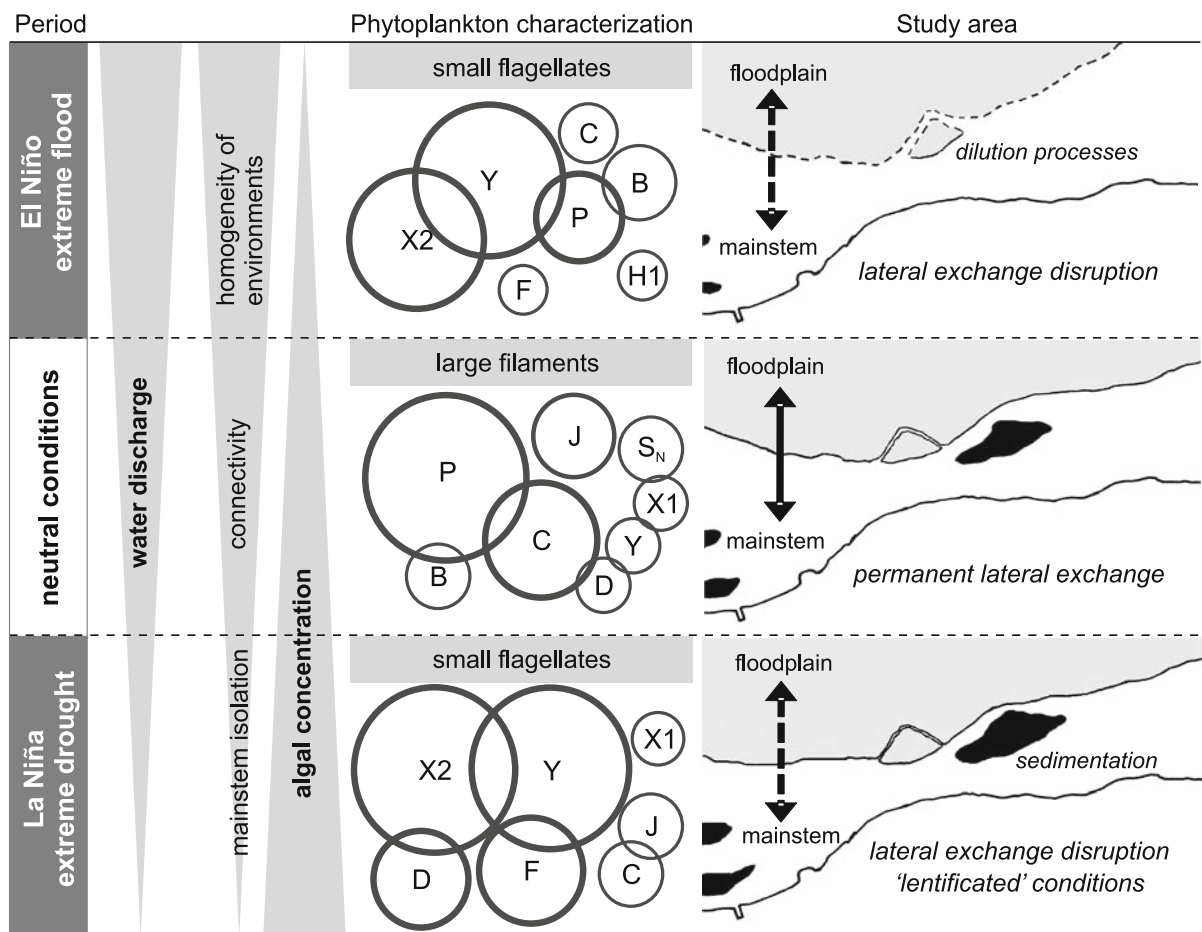 Period
Phytoplankton characterization
Study area
El Niño
extreme flood
water discharge
homogeneity of
environments
connectivity
mainstem isolation
algal concentration
small flagellates
C
Y
B
P
X2
F
H1
floodplain
dilution processes
mainstem
lateral exchange disruption
neutral conditions
large filaments
J
SN
P
X1
C
Y
B
D
floodplain
mainstem
permanent lateral exchange
La Niña
extreme drought
small flagellates
X1
X2
Y
J
D
F
C
floodplain
sedimentation
mainstem
lateral exchange disruption
'lentificated' conditions